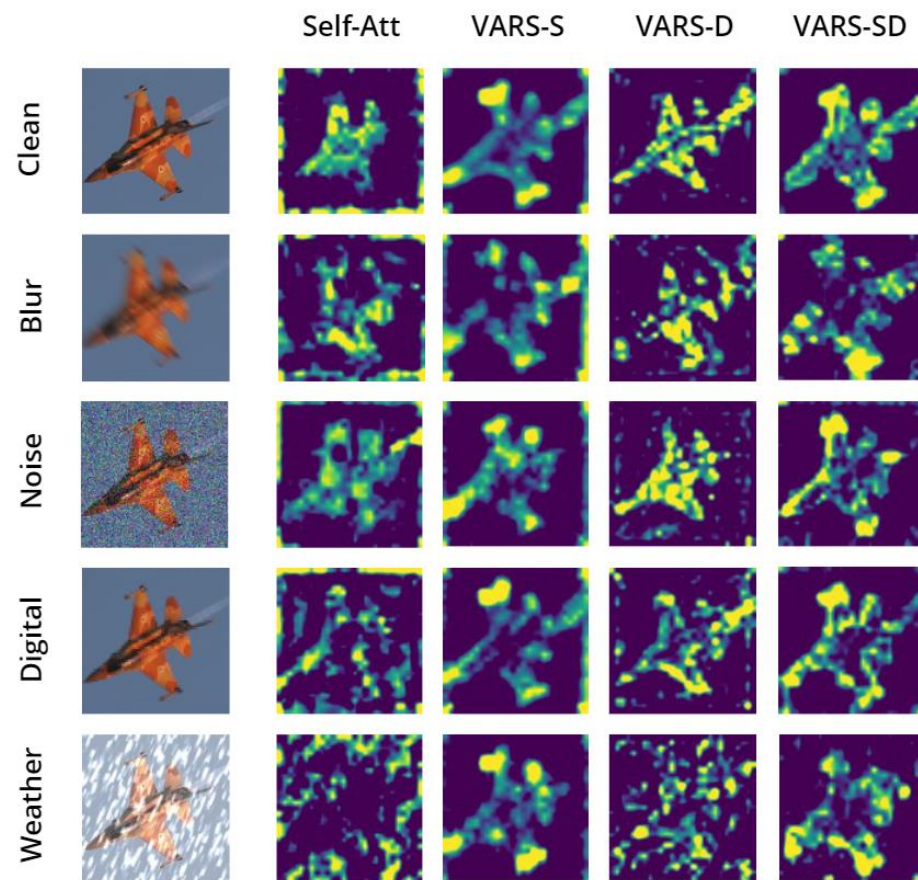 Self-Att VARS-S VARS-D VARS-SD
Clean
Blur
Noise
Digital
Weather